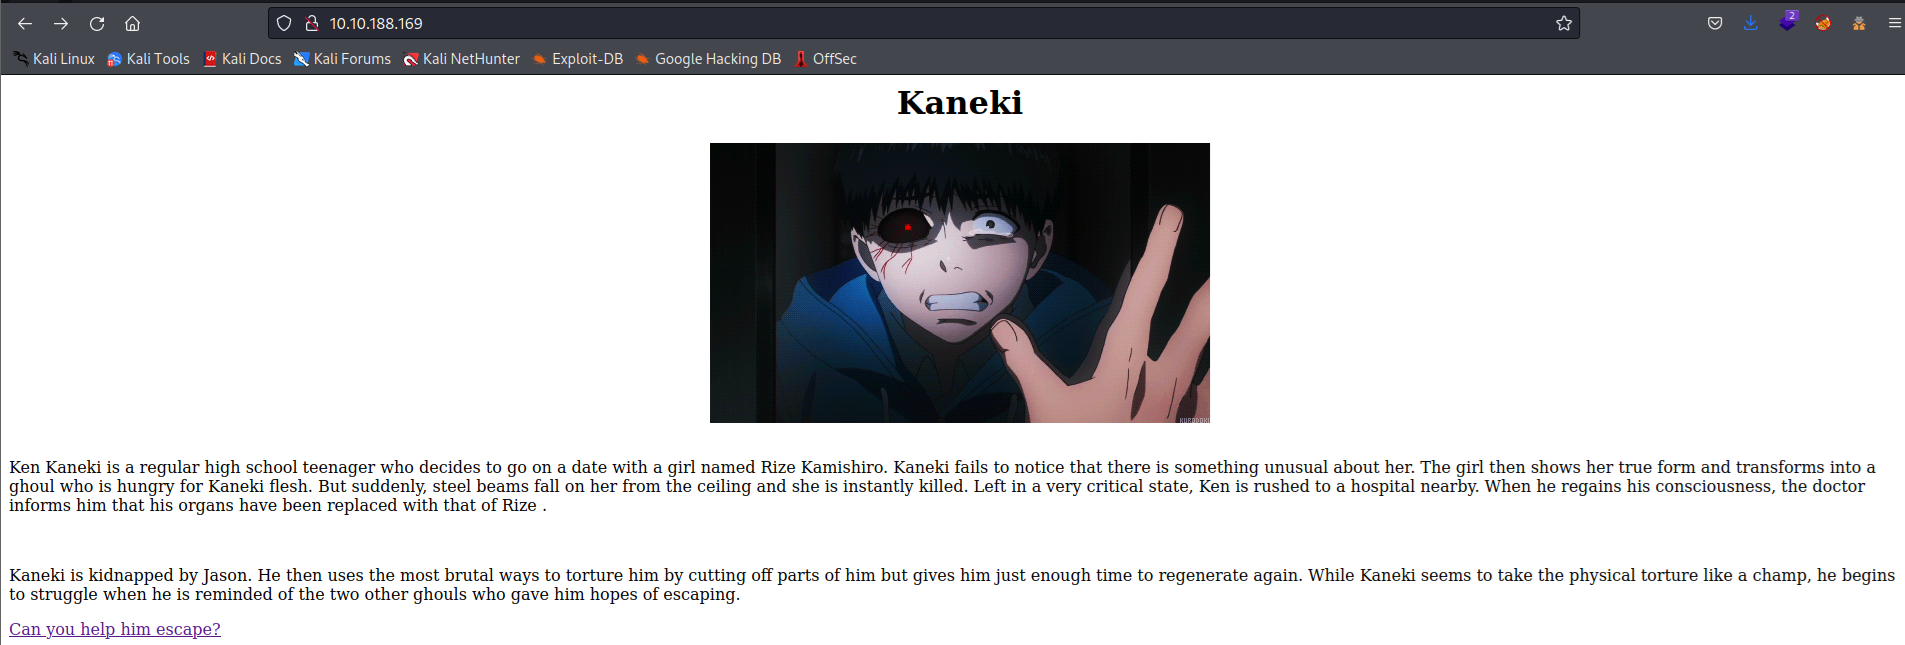 10.10.188.169
2
Kali Linux Kali Tools Kali Docs Kali Forums Kali NetHunter Exploit-DB Google Hacking DB OffSec
Kaneki
Ken Kaneki is a regular high school teenager who decides to go on a date with a girl named Rize Kamishiro. Kaneki fails to notice that there is something unusual about her. The girl then shows her true form and transforms into a
ghoul who is hungry for Kaneki flesh. But suddenly, steel beams fall on her from the ceiling and she is instantly killed. Left in a very critical state, Ken is rushed to a hospital nearby. When he regains his consciousness, the doctor
informs him that his organs have been replaced with that of Rize .
Kaneki is kidnapped by Jason. He then uses the most brutal ways to torture him by cutting off parts of him but gives him just enough time to regenerate again. While Kaneki seems to take the physical torture like a champ, he begins
to struggle when he is reminded of the two other ghouls who gave him hopes of escaping.
Can you help him escape?